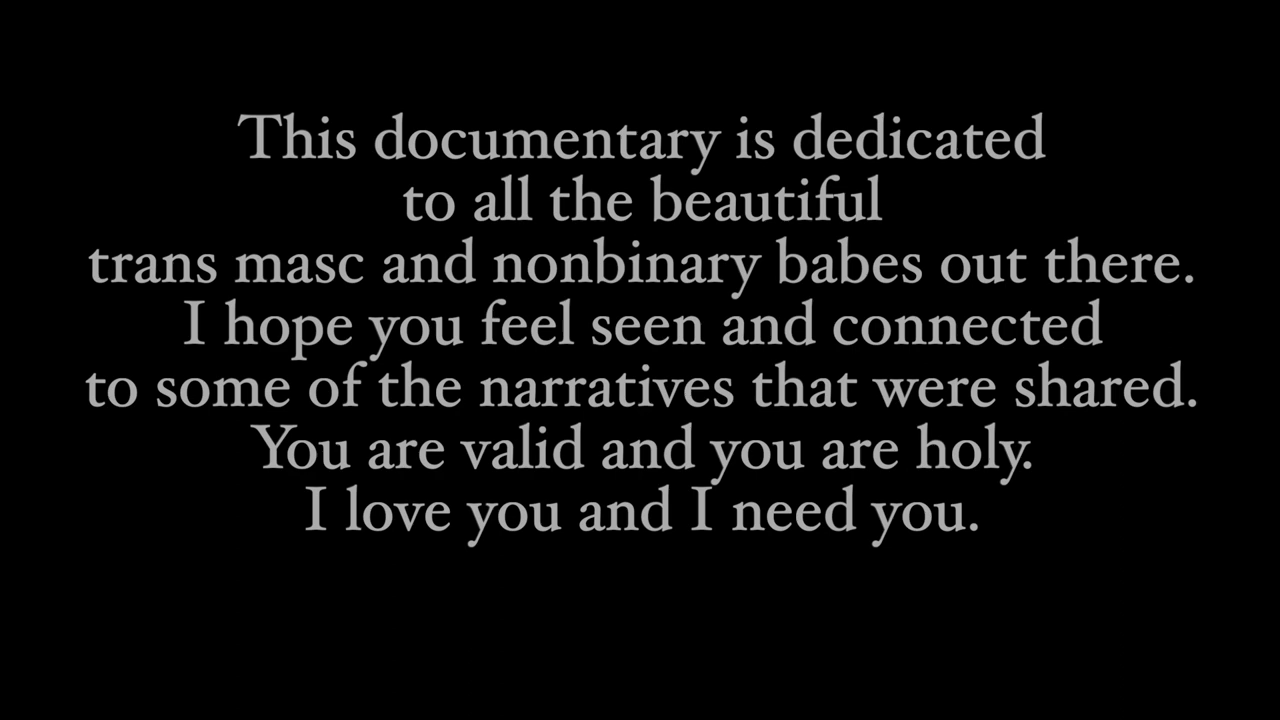 This documentary is dedicated
to all the beautiful
trans masc and nonbinary babes out there.
I hope you feel seen and connected
to some of the narratives that were shared.
You are valid and you are holy.
I love you and I need you.